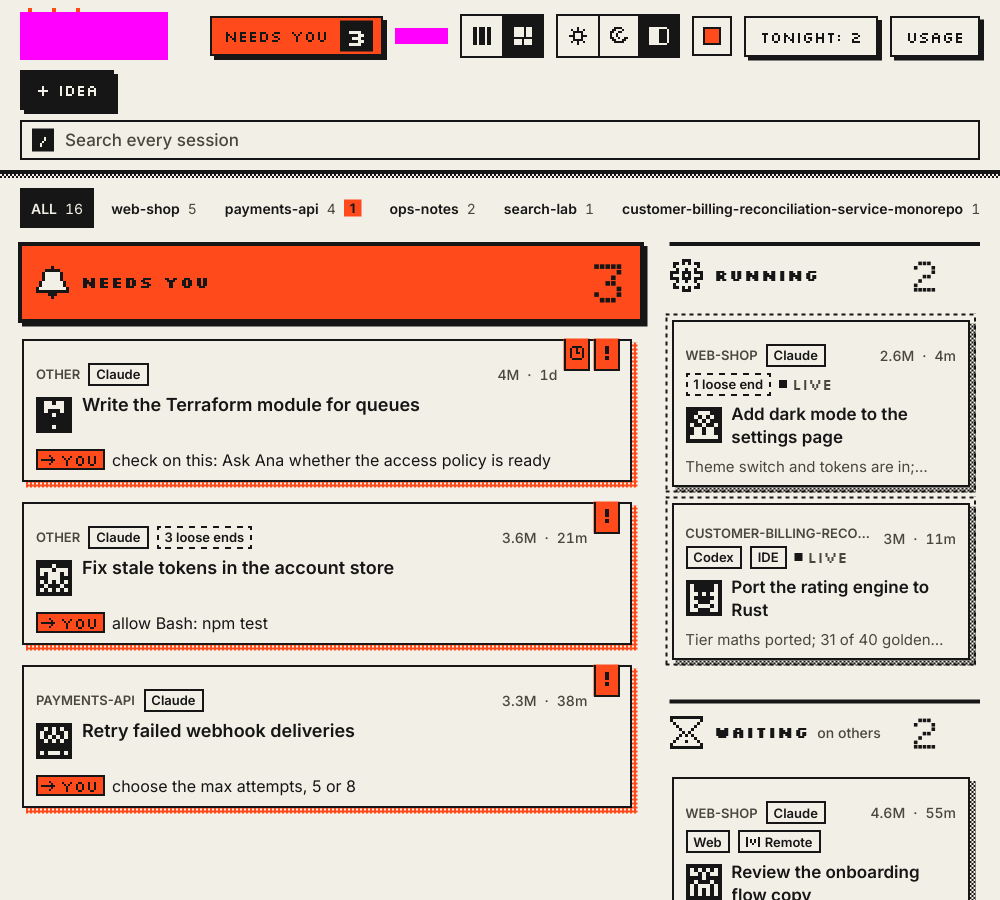 NEEDS YOU 3
TONIGHT: 2
USAGE
+ IDEA
/ Search every session
ALL 16
web-shop 5
payments-api 4 1
ops-notes 2
search-lab 1
customer-billing-reconciliation-service-monorepo 1
NEEDS YOU 3
OTHER Claude 4M · 1d !
Write the Terraform module for queues
→ YOU check on this: Ask Ana whether the access policy is ready
OTHER Claude 3 loose ends 3.6M · 21m !
Fix stale tokens in the account store
→ YOU allow Bash: npm test
PAYMENTS-API Claude 3.3M · 38m !
Retry failed webhook deliveries
→ YOU choose the max attempts, 5 or 8
RUNNING 2
WEB-SHOP Claude 2.6M · 4m
1 loose end LIVE
Add dark mode to the
settings page
Theme switch and tokens are in;...
CUSTOMER-BILLING-RECO... 3M · 11m
Codex IDE LIVE
Port the rating engine to
Rust
Tier maths ported; 31 of 40 golden...
WAITING on others 2
WEB-SHOP Claude 4.6M · 55m
Web Remote
Review the onboarding
flow copy